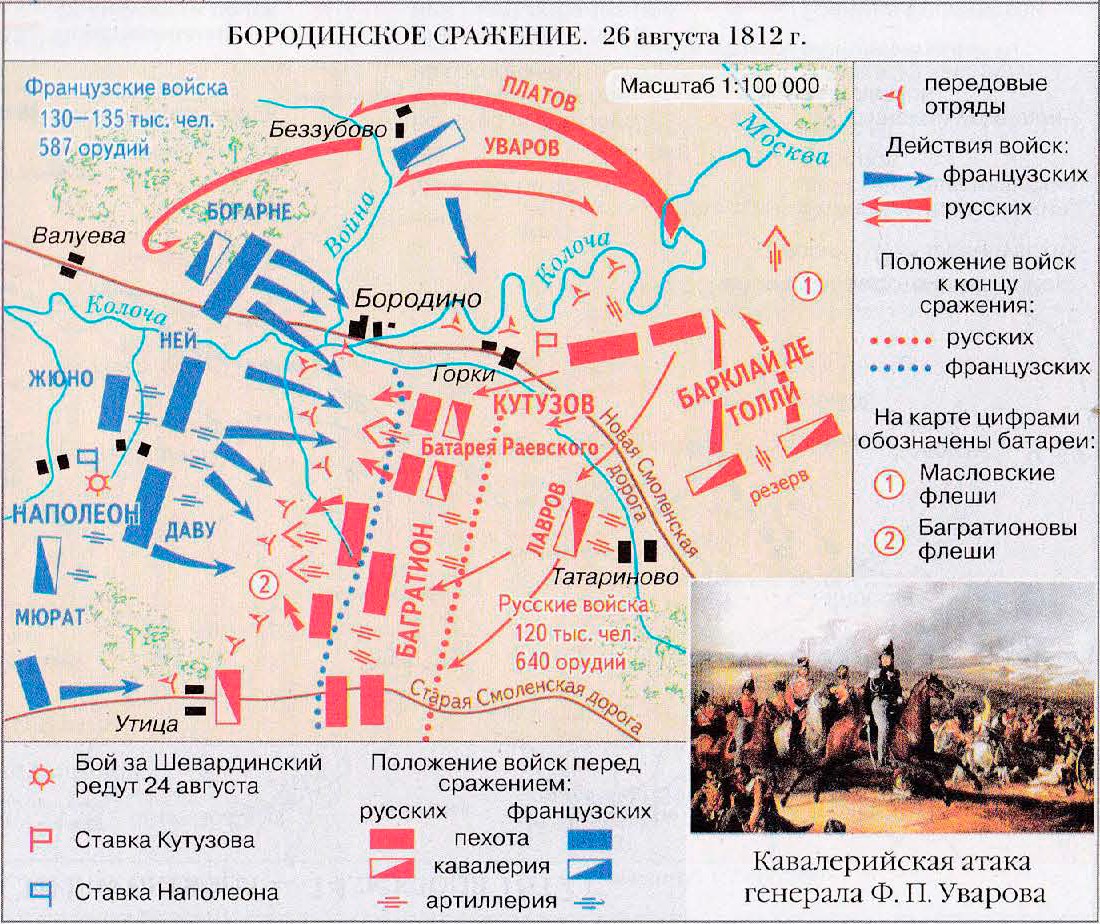 БОРОДИНСКОЕ СРАЖЕНИЕ. 26 августа 1812 г.
Французские войска
130—135 тыс. чел.
587 орудий
Масштаб 1:100 000
ПЛАТОВ
Беззубово
УВАРОВ
Москва
БОГАРНЕ
Война
Валуева
Колоча
Колоча
Бородино
1
НЕЙ
ЖЮНО
Горки
БАРКЛАЙ ДЕ
ТОЛЛИ
КУТУЗОВ
Батарея Раевского
Новая Смоленская
дорога
резерв
НАПОЛЕОН
ДАВУ
ЛАВРОВ
БАГРАТИОН
2
Татариново
МЮРАТ
Русские войска
120 тыс. чел.
640 орудий
Утица
Старая Смоленская дорога
передовые
отряды
Действия войск:
французских
русских
Положение войск
к концу
сражения:
русских
французских
На карте цифрами
обозначены батареи:
1 Масловские
флеши
2 Багратионовы
флеши
Бой за Шевардинский
редут 24 августа
Ставка Кутузова
Ставка Наполеона
Положение войск перед
сражением:
русских французских
пехота
кавалерия
артиллерия
Кавалерийская атака
генерала Ф. П. Уварова